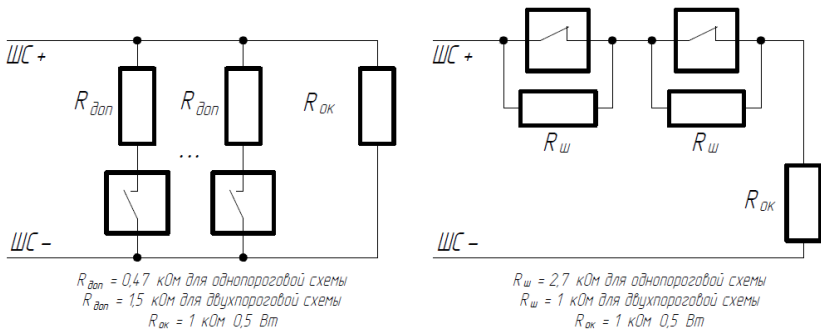 ШС +
R доп
R доп
R ок
...
ШС -
R доп = 0,47 кОм для однопороговой схемы
R доп = 1,5 кОм для двухпороговой схемы
R ок = 1 кОм 0,5 Вт
ШС +
R ш
R ш
R ок
ШС -
R ш = 2,7 кОм для однопороговой схемы
R ш = 1 кОм для двухпороговой схемы
R ок = 1 кОм 0,5 Вт